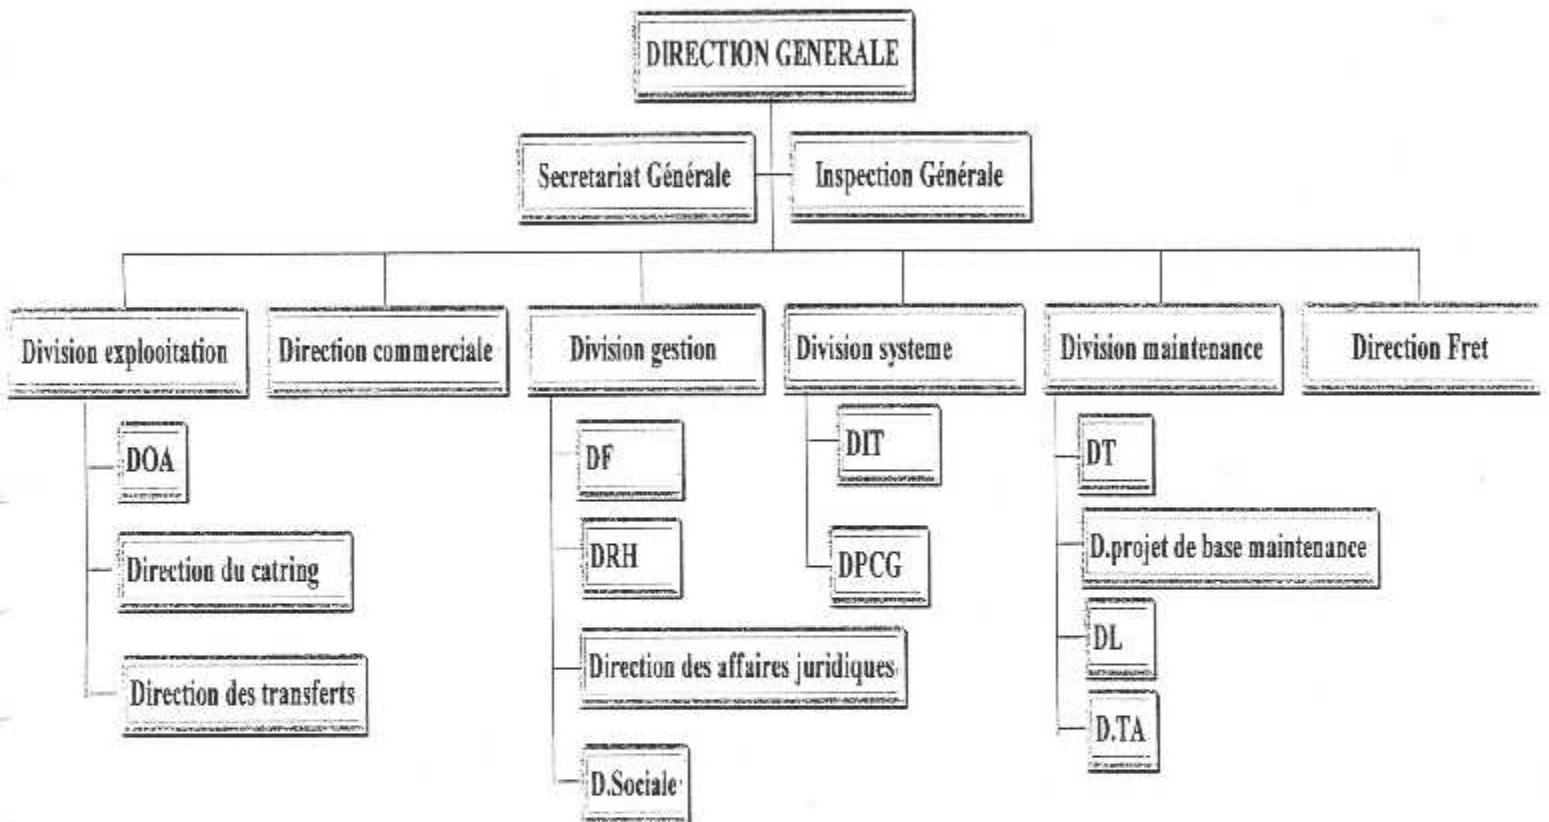 DIRECTION GENERALE
Secretariat Générale
Inspection Générale
Division explooitation
Direction commerciale
Division gestion
Division systeme
Division maintenance
Direction Fret
DOA
Direction du catring
Direction des transferts
DF
DRH
Direction des affaires juridiques
D.Sociale
DIT
DPCG
DT
D.projet de base maintenance
DL
D.TA